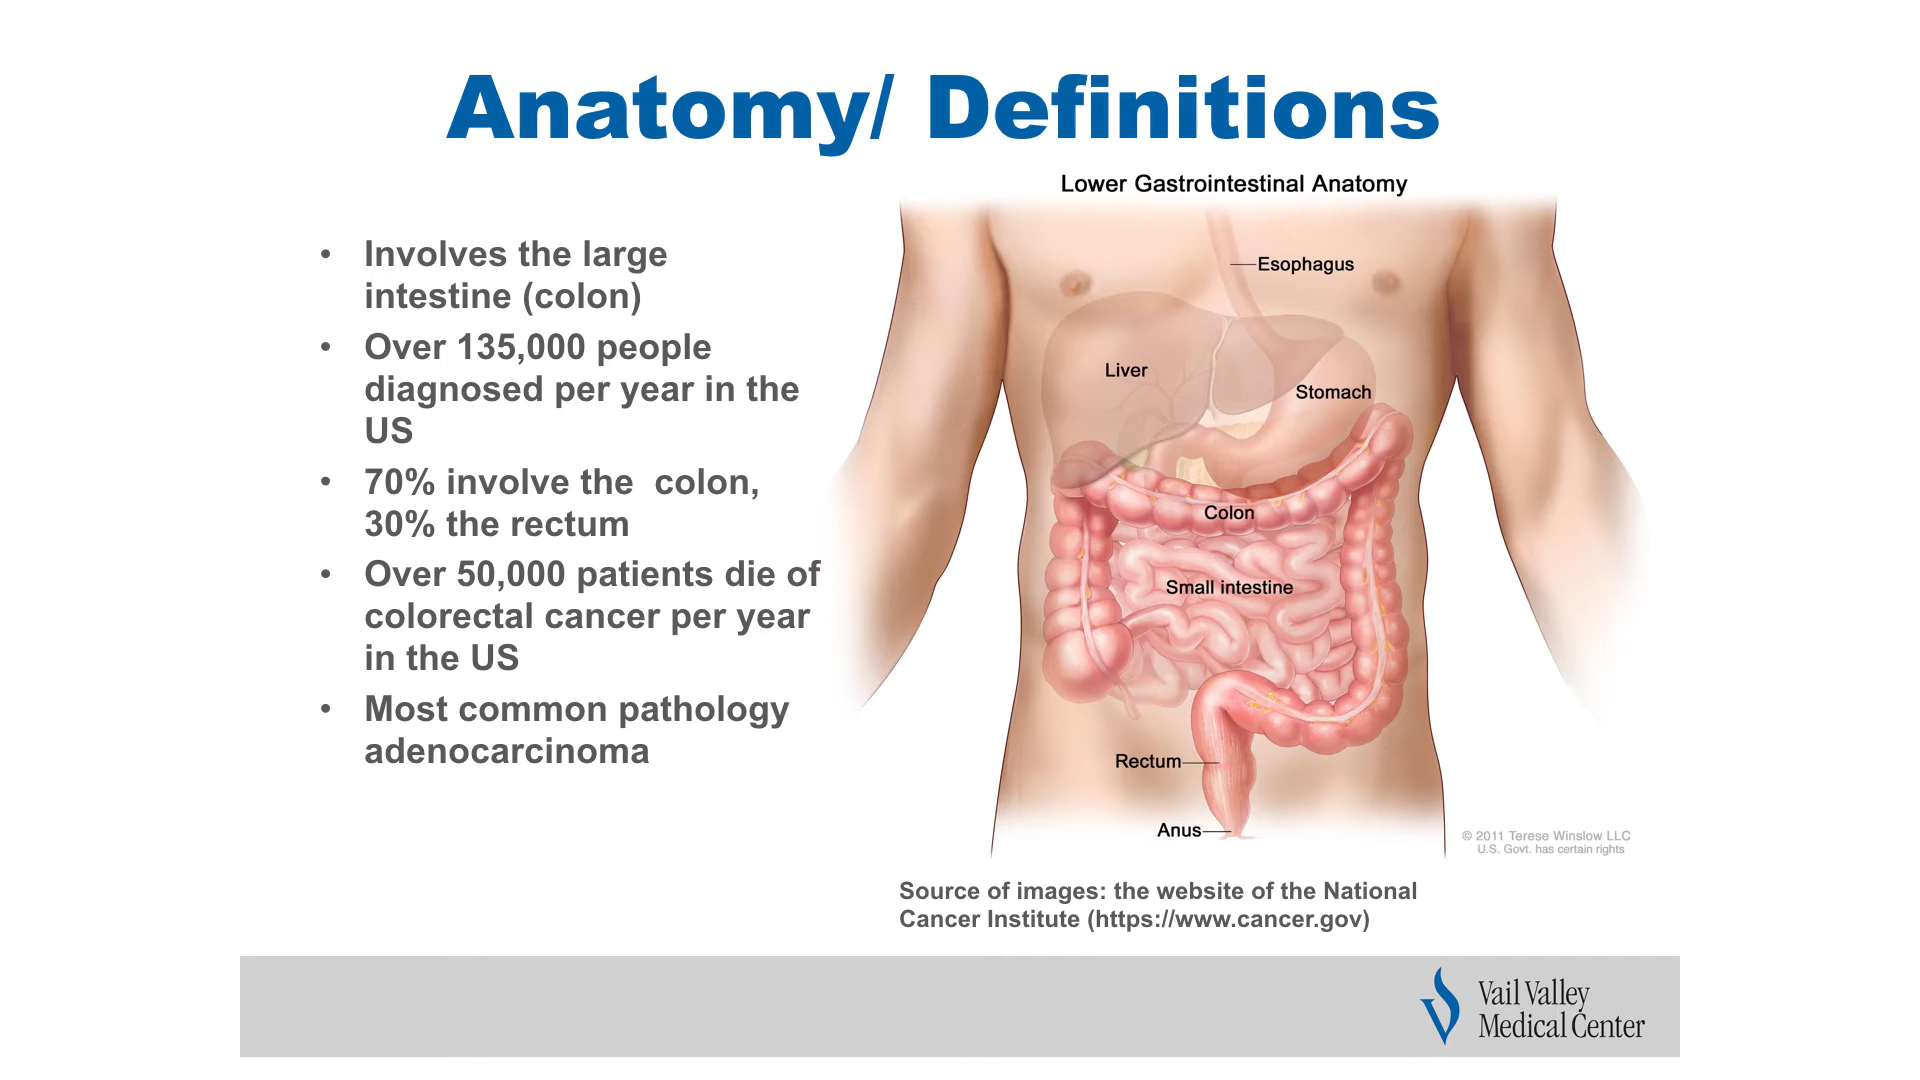 Anatomy/ Definitions
• Involves the large
intestine (colon)
• Over 135,000 people
diagnosed per year in the
US
• 70% involve the  colon,
30% the rectum
• Over 50,000 patients die of
colorectal cancer per year
in the US
• Most common pathology
adenocarcinoma
Lower Gastrointestinal Anatomy
Esophagus
Liver
Stomach
Colon
Small intestine
Rectum
Anus
© 2011 Terese Winslow LLC
U.S. Govt. has certain rights
Source of images: the website of the National
Cancer Institute (https://www.cancer.gov)
Vail Valley
Medical Center